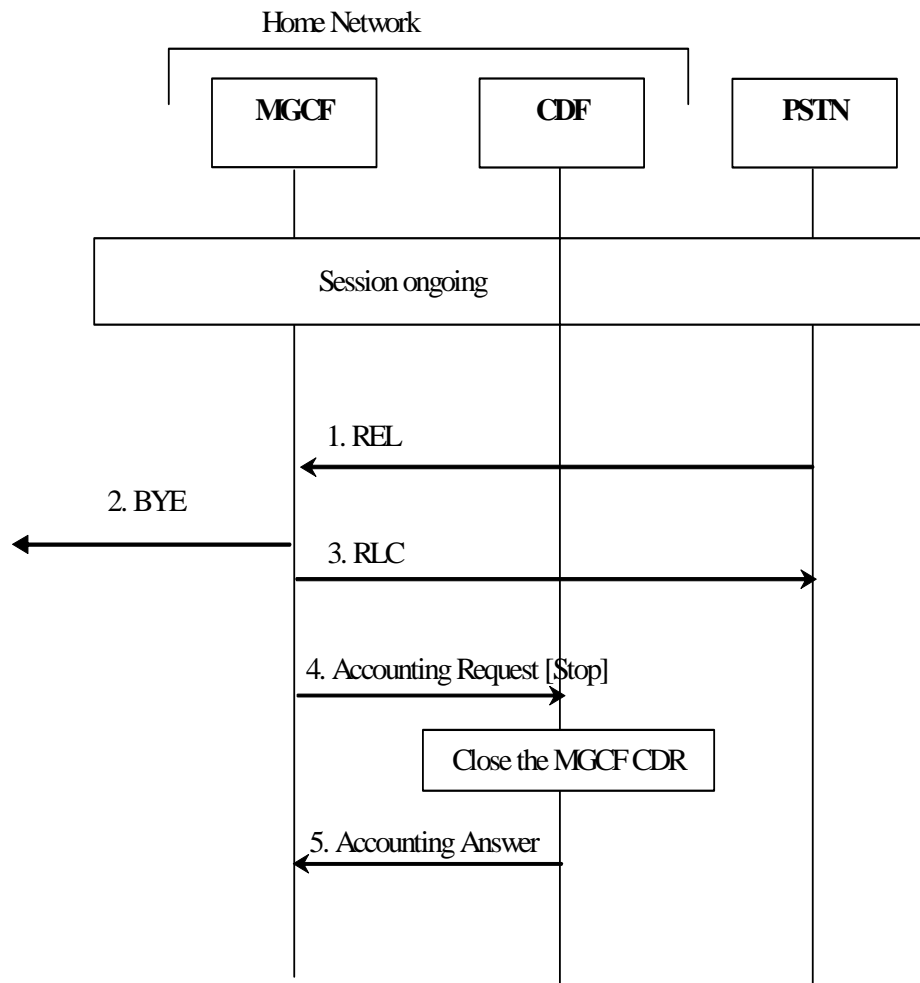 Home Network
MGCF
CDF
PSTN
Session ongoing
1. REL
2. BYE
3. RLC
4. Accounting Request [Stop]
Close the MGCF CDR
5. Accounting Answer